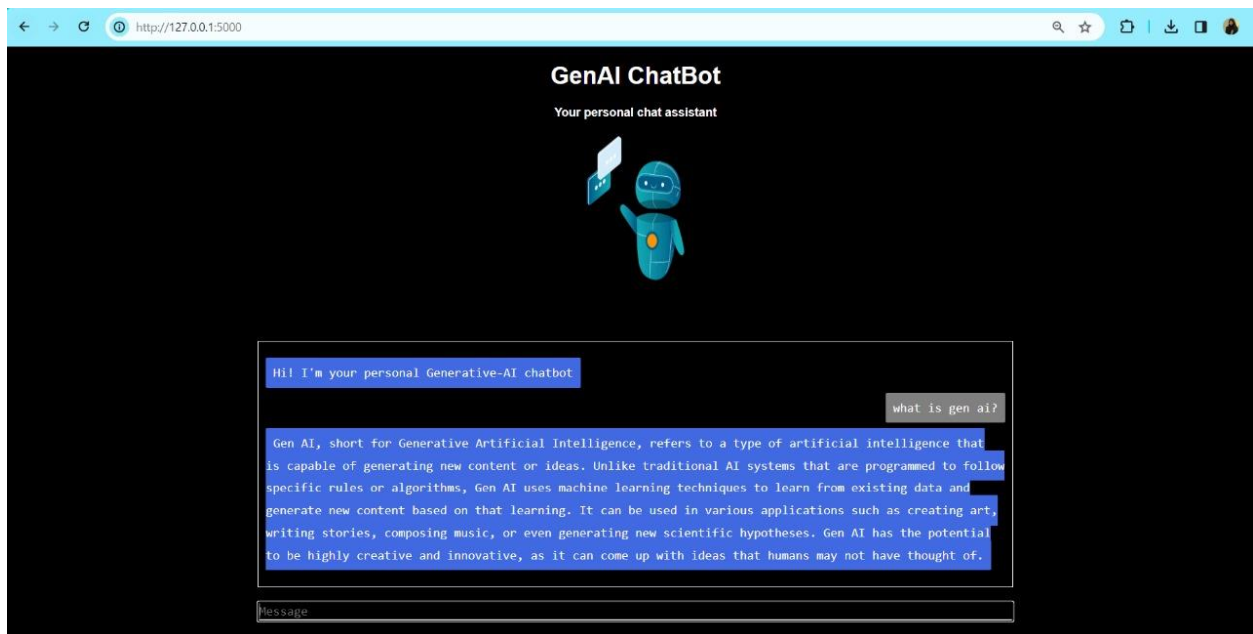 http://127.0.0.1:5000
GenAI ChatBot
Your personal chat assistant
Hi! I'm your personal Generative-AI chatbot
what is gen ai?
Gen AI, short for Generative Artificial Intelligence, refers to a type of artificial intelligence that
is capable of generating new content or ideas. Unlike traditional AI systems that are programmed to follow
specific rules or algorithms, Gen AI uses machine learning techniques to learn from existing data and
generate new content based on that learning. It can be used in various applications such as creating art,
writing stories, composing music, or even generating new scientific hypotheses. Gen AI has the potential
to be highly creative and innovative, as it can come up with ideas that humans may not have thought of.
Message